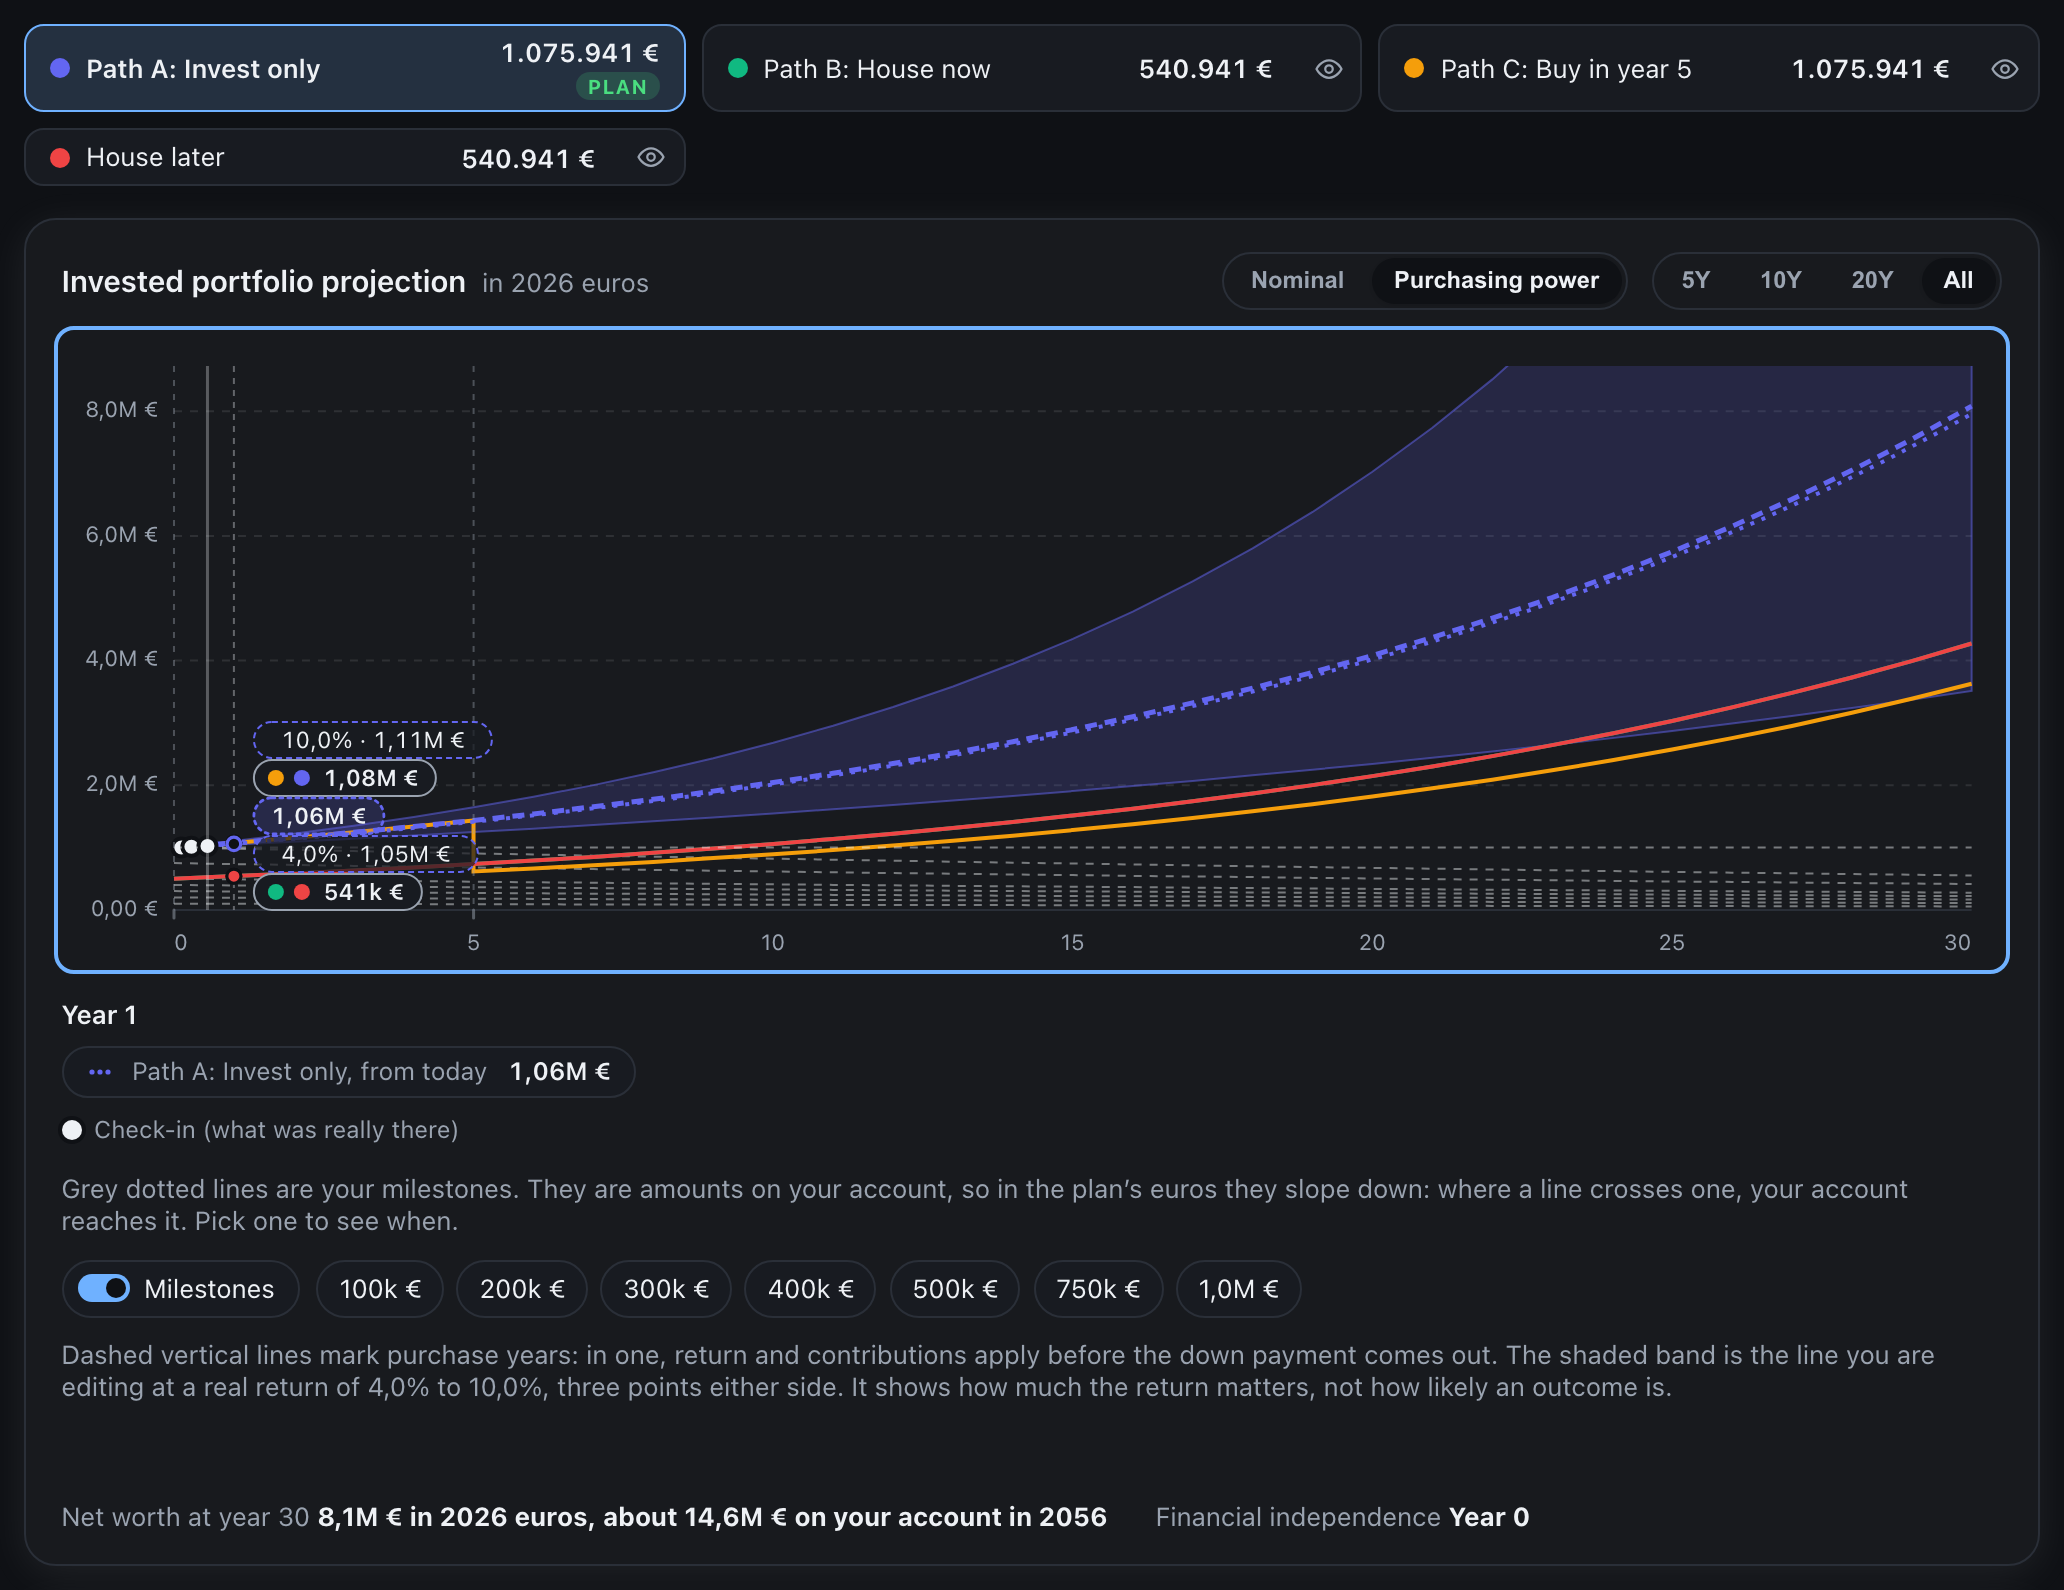 Path A: Invest only
1.075.941 €
PLAN
Path B: House now
540.941 €
Path C: Buy in year 5
1.075.941 €
House later
540.941 €
Invested portfolio projection in 2026 euros
Nominal
Purchasing power
5Y
10Y
20Y
All
8,0M €
6,0M €
4,0M €
2,0M €
0,00 €
10,0% · 1,11M €
1,08M €
1,06M €
4,0% · 1,05M €
541k €
0
5
10
15
20
25
30
Year 1
Path A: Invest only, from today 1,06M €
Check-in (what was really there)
Grey dotted lines are your milestones. They are amounts on your account, so in the plan’s euros they slope down: where a line crosses one, your account
reaches it. Pick one to see when.
Milestones
100k €
200k €
300k €
400k €
500k €
750k €
1,0M €
Dashed vertical lines mark purchase years: in one, return and contributions apply before the down payment comes out. The shaded band is the line you are
editing at a real return of 4,0% to 10,0%, three points either side. It shows how much the return matters, not how likely an outcome is.
Net worth at year 30 8,1M € in 2026 euros, about 14,6M € on your account in 2056
Financial independence Year 0